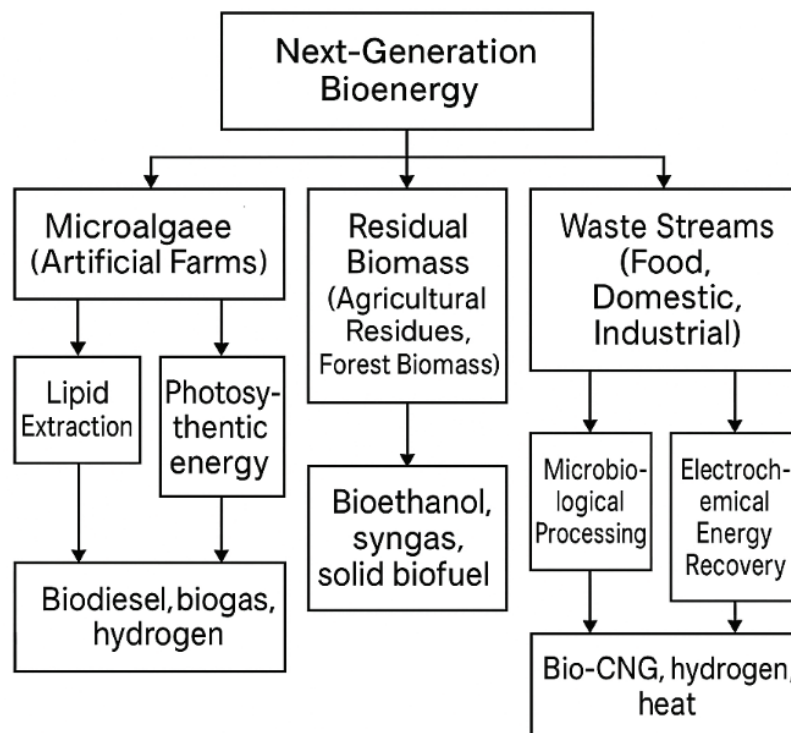 Next-Generation
Bioenergy
Microalgaee
(Artificial Farms)
Residual
Biomass
(Agricultural
Residues,
Forest Biomass)
Waste Streams
(Food,
Domestic,
Industrial)
Lipid
Extraction
Photosy-
thentic
energy
Microbio-
logical
Processing
Electroch-
emical
Energy
Recovery
Biodiesel, biogas,
hydrogen
Bioethanol,
syngas,
solid biofuel
Bio-CNG, hydrogen,
heat